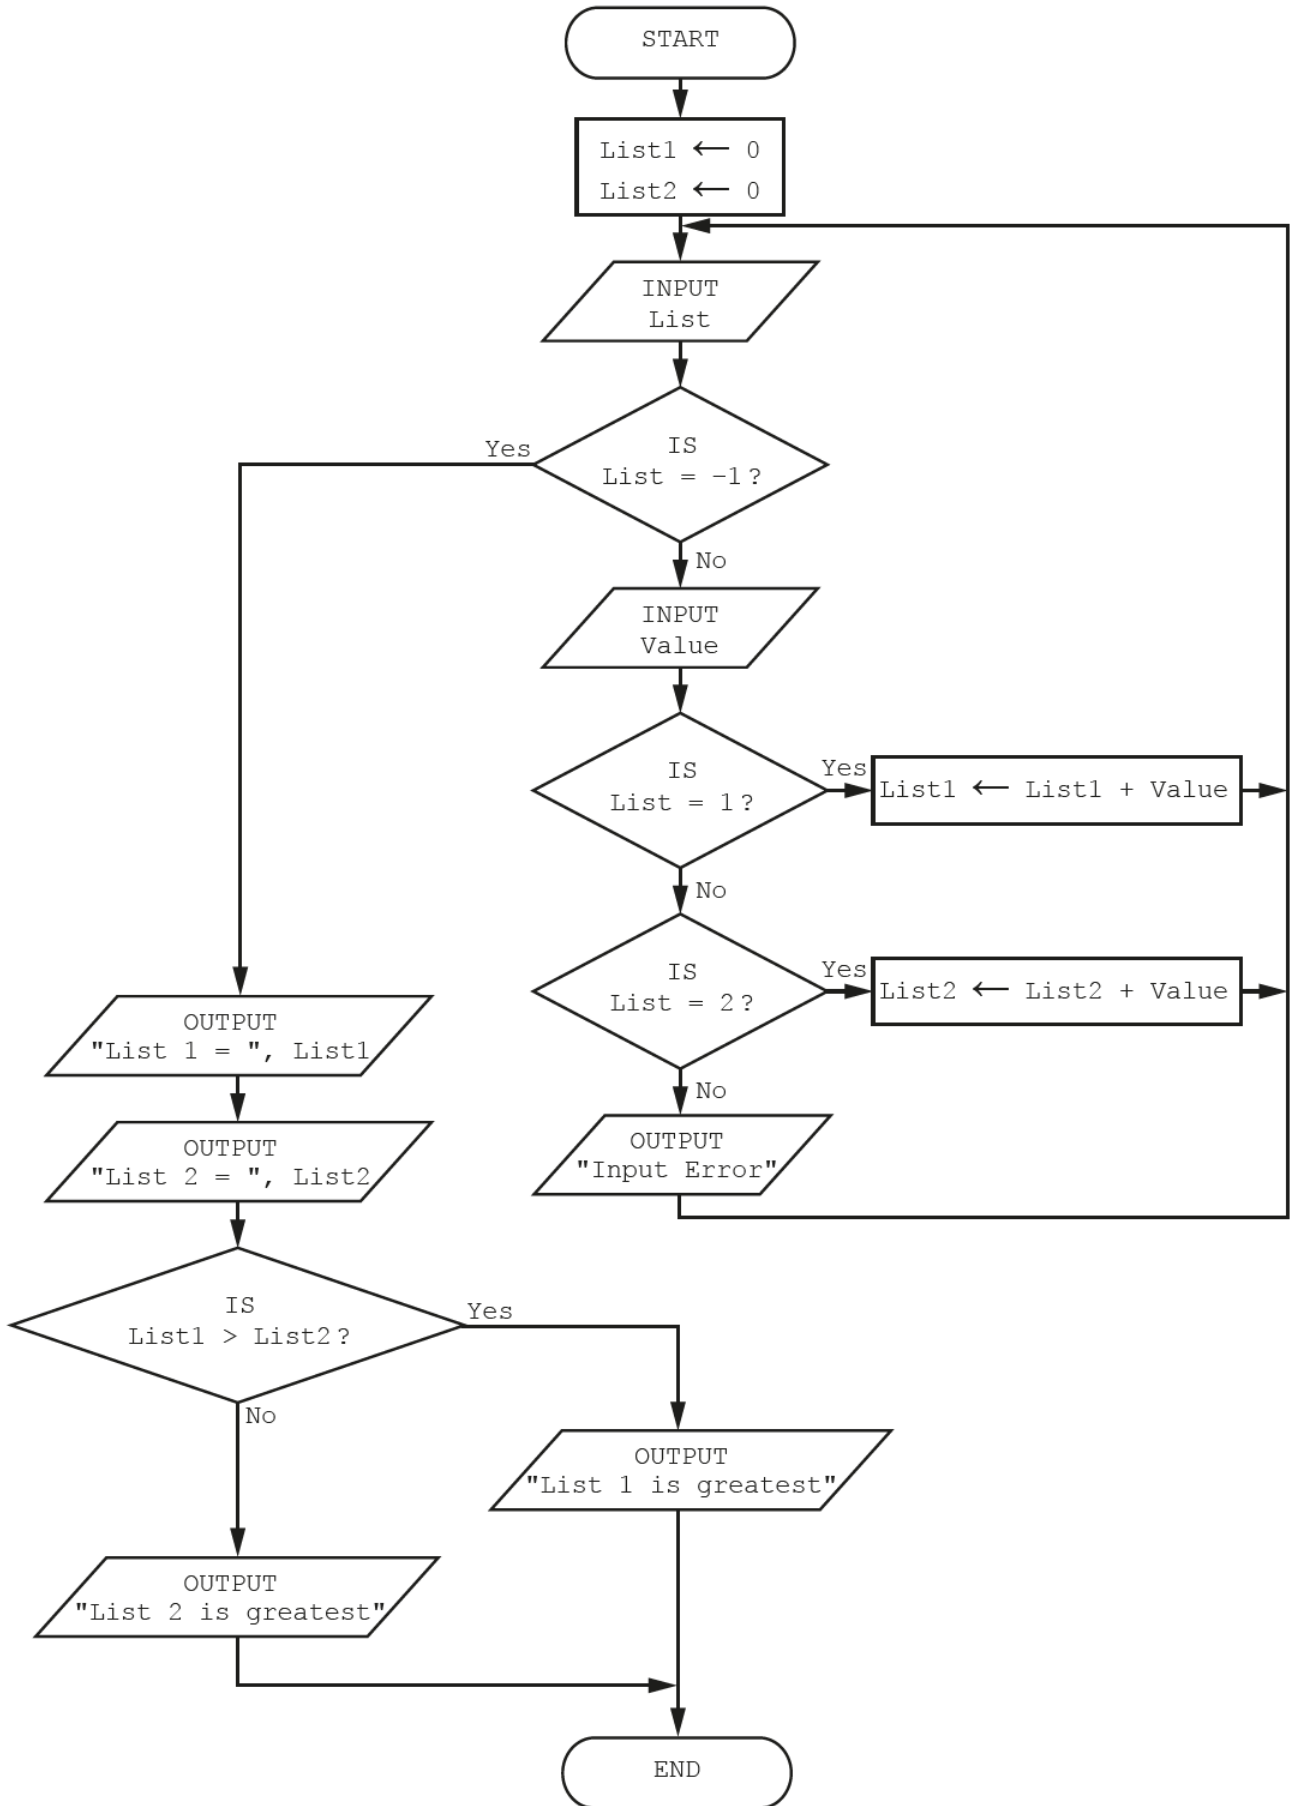 START
List1 ← 0
List2 ← 0
INPUT
List
IS
List = –1?
Yes
No
INPUT
Value
IS
List = 1?
Yes
List1 ← List1 + Value
No
IS
List = 2?
Yes
List2 ← List2 + Value
No
OUTPUT
"Input Error"
OUTPUT
"List 1 = ", List1
OUTPUT
"List 2 = ", List2
IS
List1 > List2?
Yes
No
OUTPUT
"List 1 is greatest"
OUTPUT
"List 2 is greatest"
END